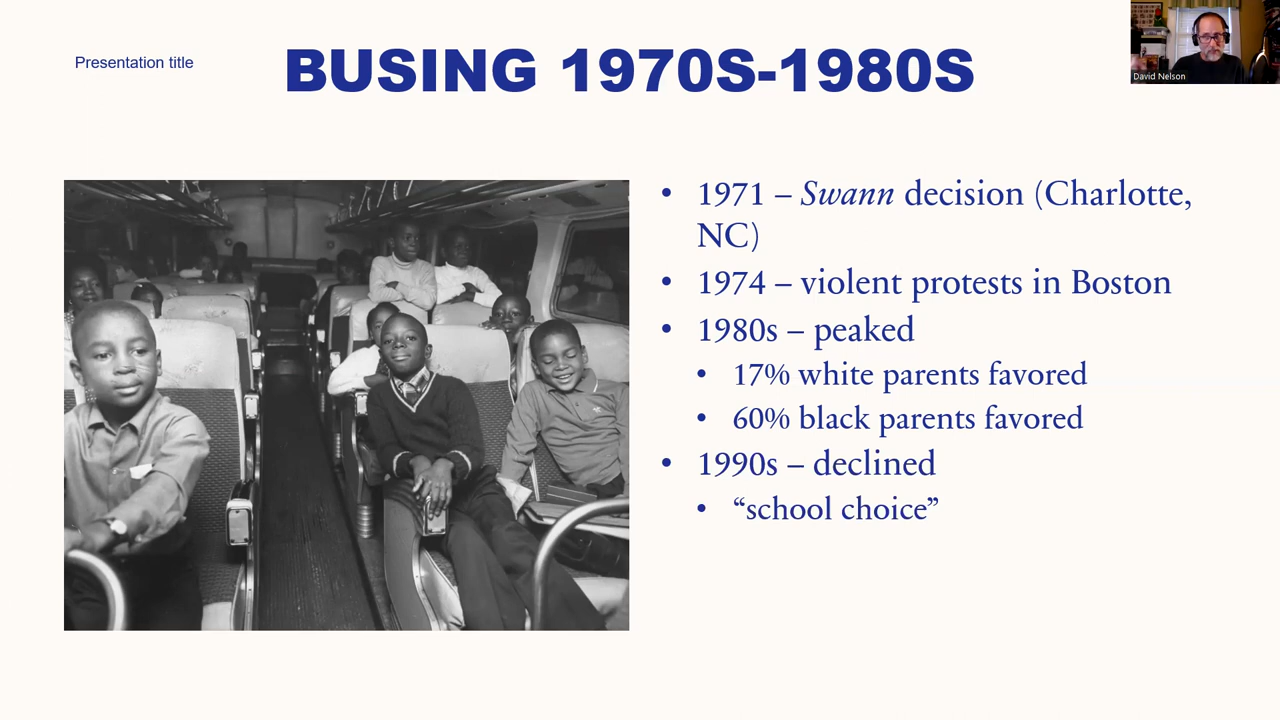 Presentation title
BUSING 1970S-1980S
David Nelson
• 1971 – Swann decision (Charlotte,
NC)
• 1974 – violent protests in Boston
• 1980s – peaked
• 17% white parents favored
• 60% black parents favored
• 1990s – declined
• “school choice”